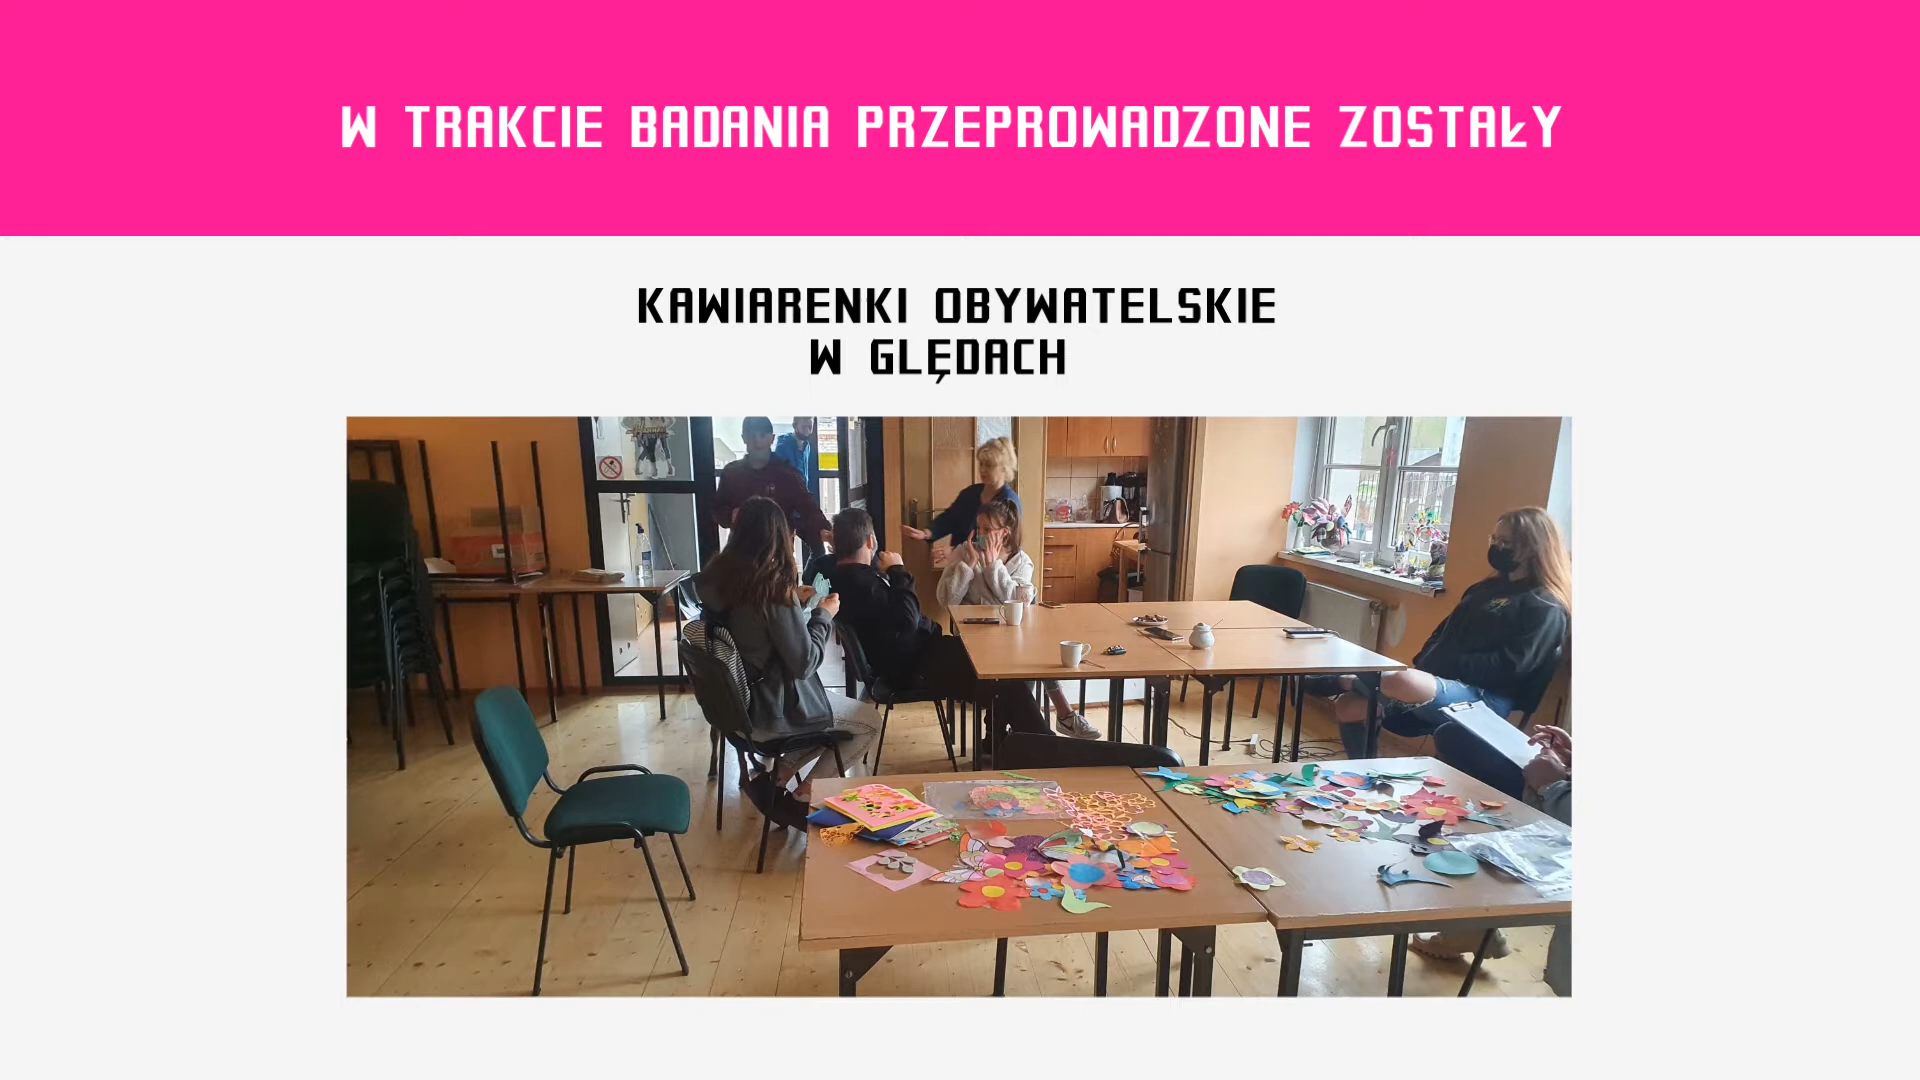 W TRAKCIE BADANIA PRZEPROWADZONE ZOSTAŁY
KAWIARENKI OBYWATELSKIE
W GLĘDACH